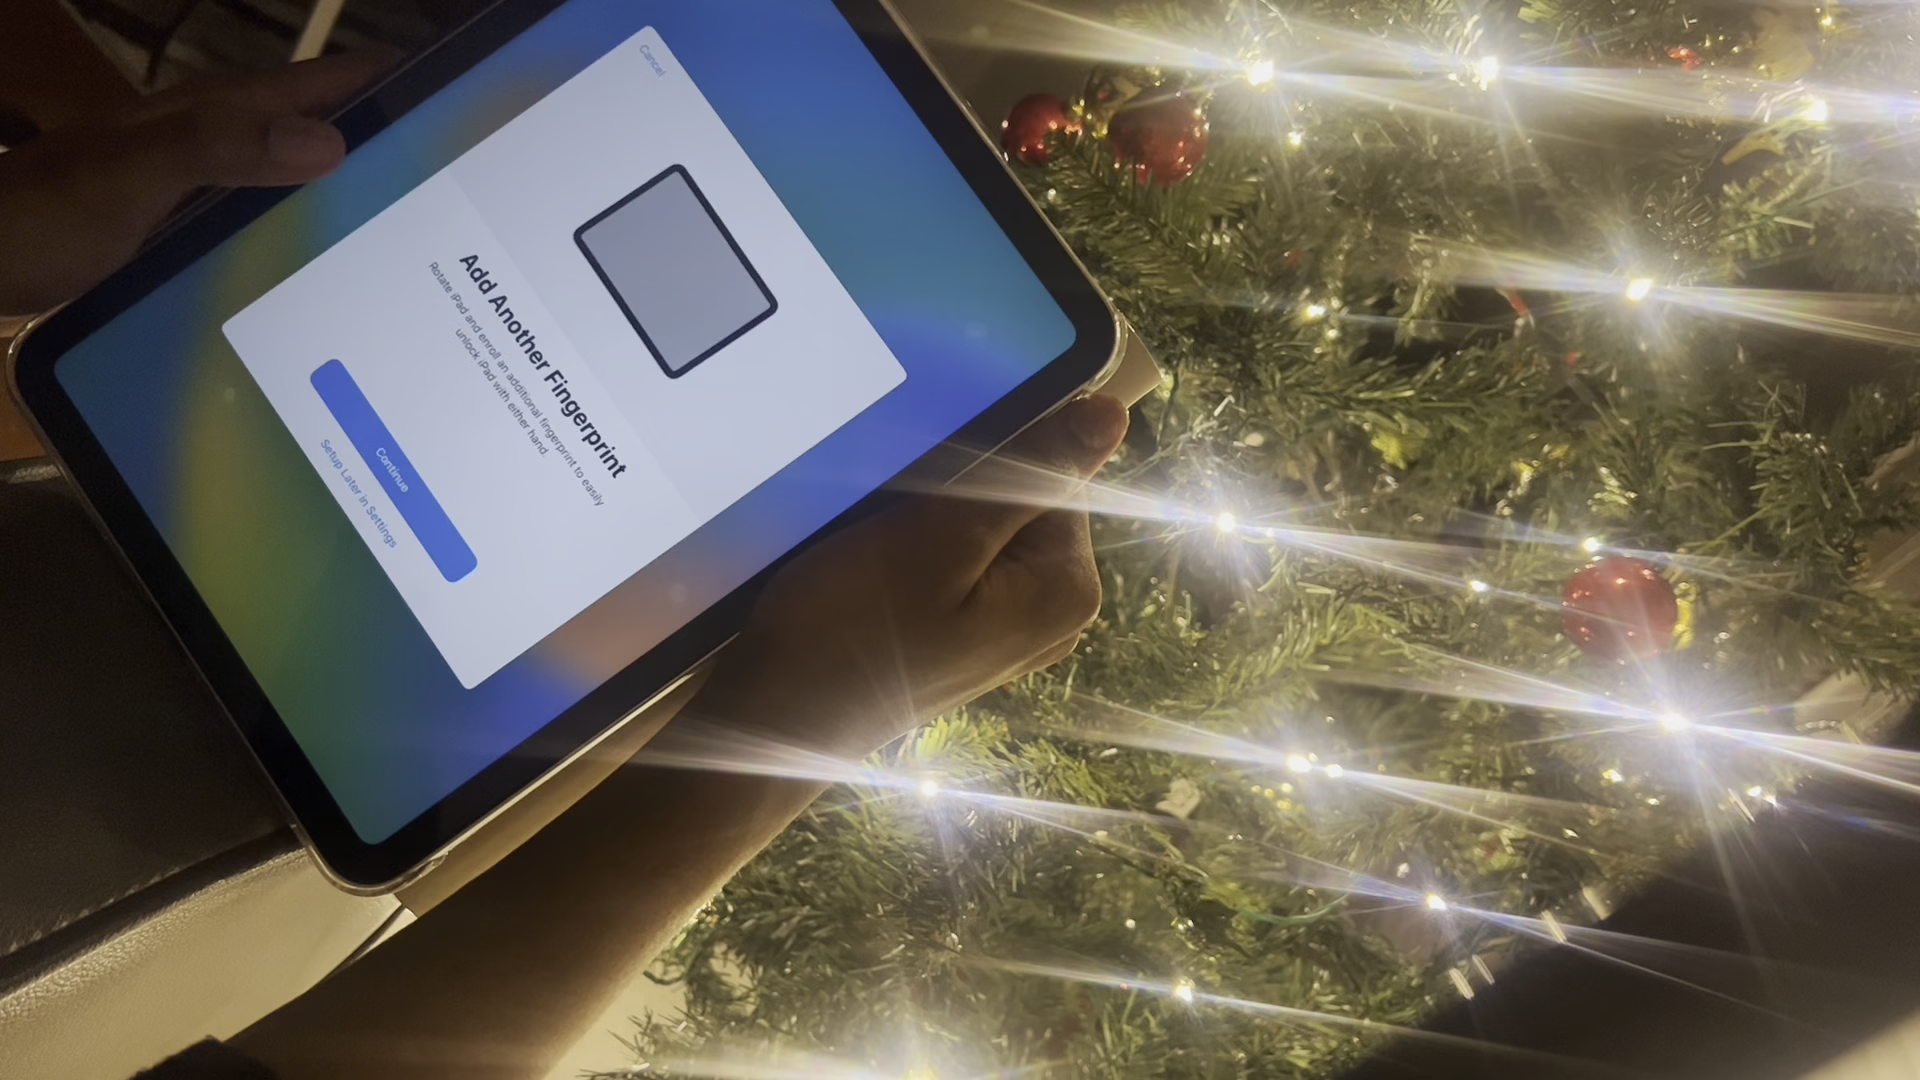 Cancel
Add Another Fingerprint
Rotate iPad and enroll an additional fingerprint to easily
unlock iPad with either hand.
Continue
Setup Later in Settings